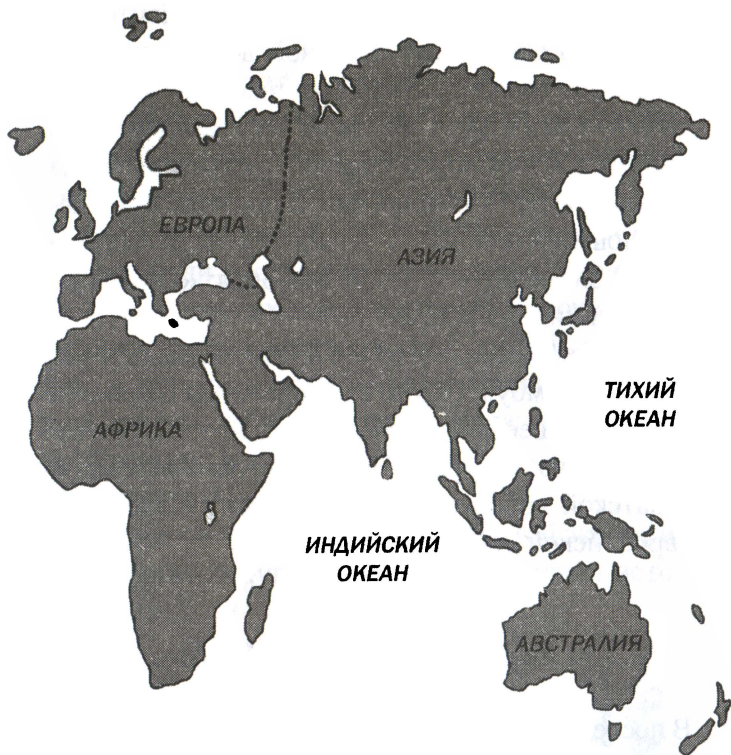 ЕВРОПА
АЗИЯ
ТИХИЙ
ОКЕАН
АФРИКА
ИНДИЙСКИЙ
ОКЕАН
АВСТРАЛИЯ